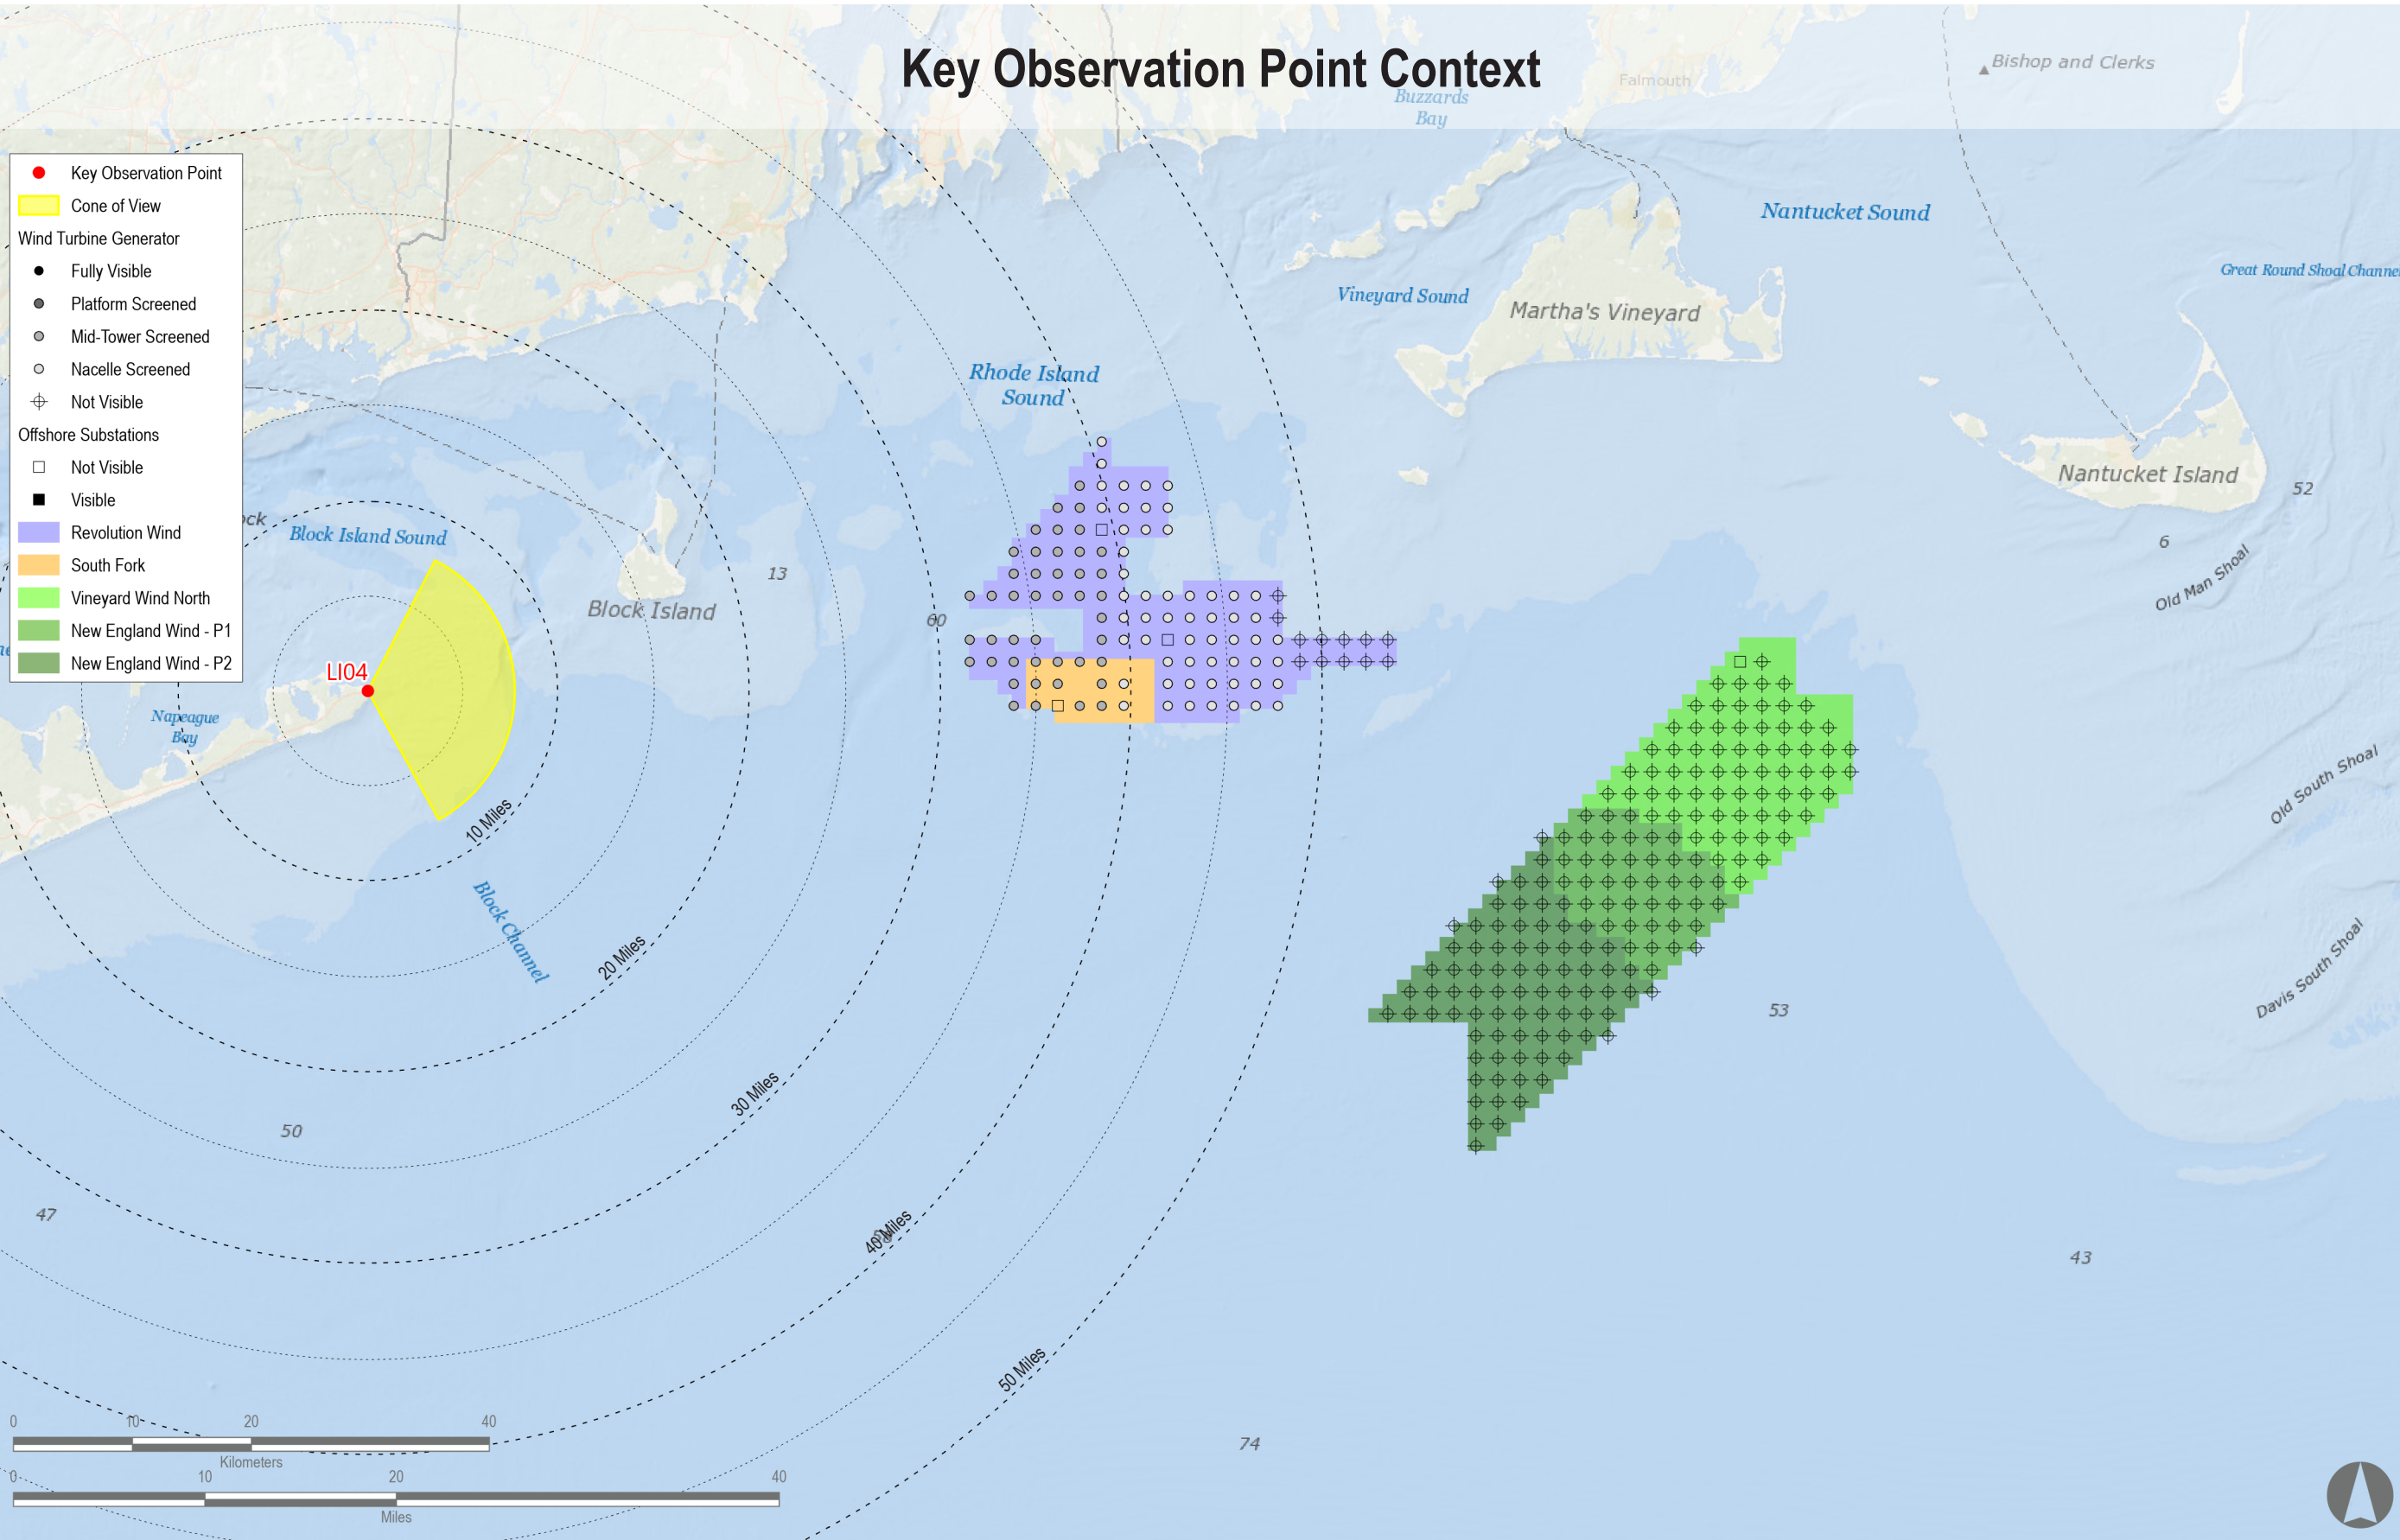 Key Observation Point Context
Bishop and Clerks
Falmouth
Buzzards
Bay
Key Observation Point
Cone of View
Wind Turbine Generator
Fully Visible
Platform Screened
Mid-Tower Screened
Nacelle Screened
Not Visible
Offshore Substations
Not Visible
Visible
Revolution Wind
South Fork
Vineyard Wind North
New England Wind - P1
New England Wind - P2
Nantucket Sound
Great Round Shoal Channel
Vineyard Sound
Martha's Vineyard
Rhode Island
Sound
Nantucket Island
52
Block Island Sound
6
Old Man Shoal
13
Block Island
60
LI04
Napeague
Bay
Old South Shoal
10 Miles
Block Channel
20 Miles
Davis South Shoal
53
30 Miles
50
47
40 Miles
43
50 Miles
74
0 10 20 40
Kilometers
0 10 20 40
Miles